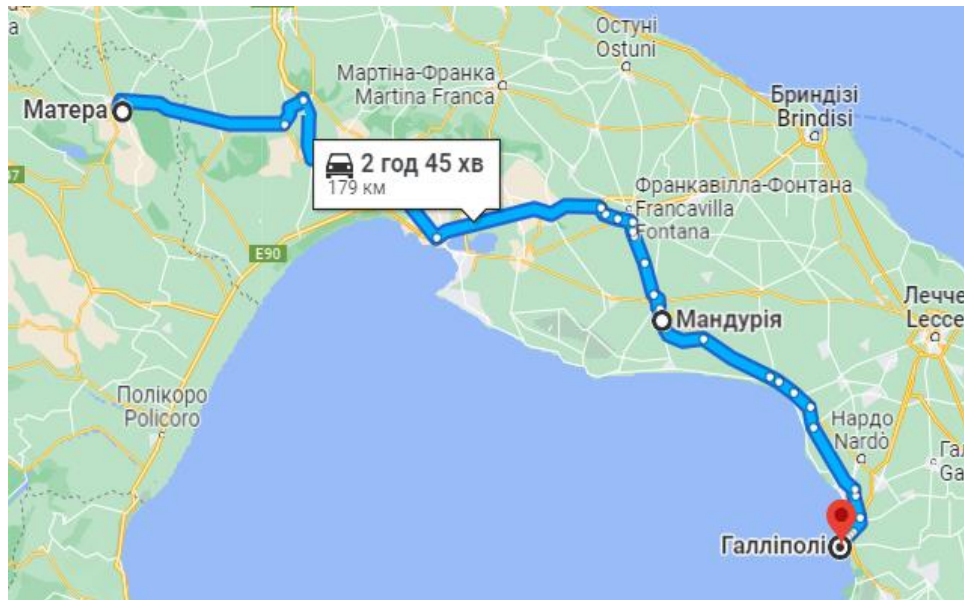 Остуні
Ostuni
Мартіна-Франка
Martina Franca
Матера
Бриндізі
Brindisi
2 год 45 хв
179 км
Франкавілла-Фонтана
Francavilla
Fontana
E90
Мандурія
Лечче
Lecce
Полікоро
Policoro
Нардо
Nardò
Галліполі